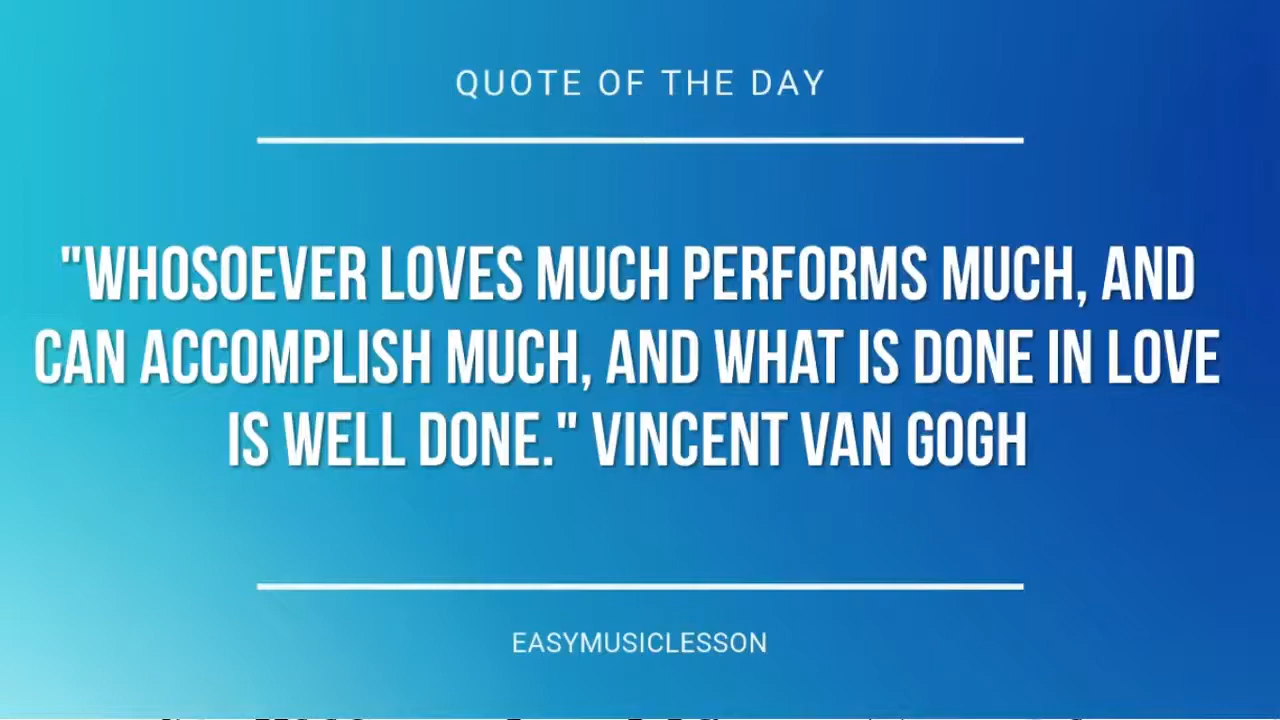 QUOTE OF THE DAY
"WHOSOEVER LOVES MUCH PERFORMS MUCH, AND
CAN ACCOMPLISH MUCH, AND WHAT IS DONE IN LOVE
IS WELL DONE." VINCENT VAN GOGH
EASYMUSICLESSON